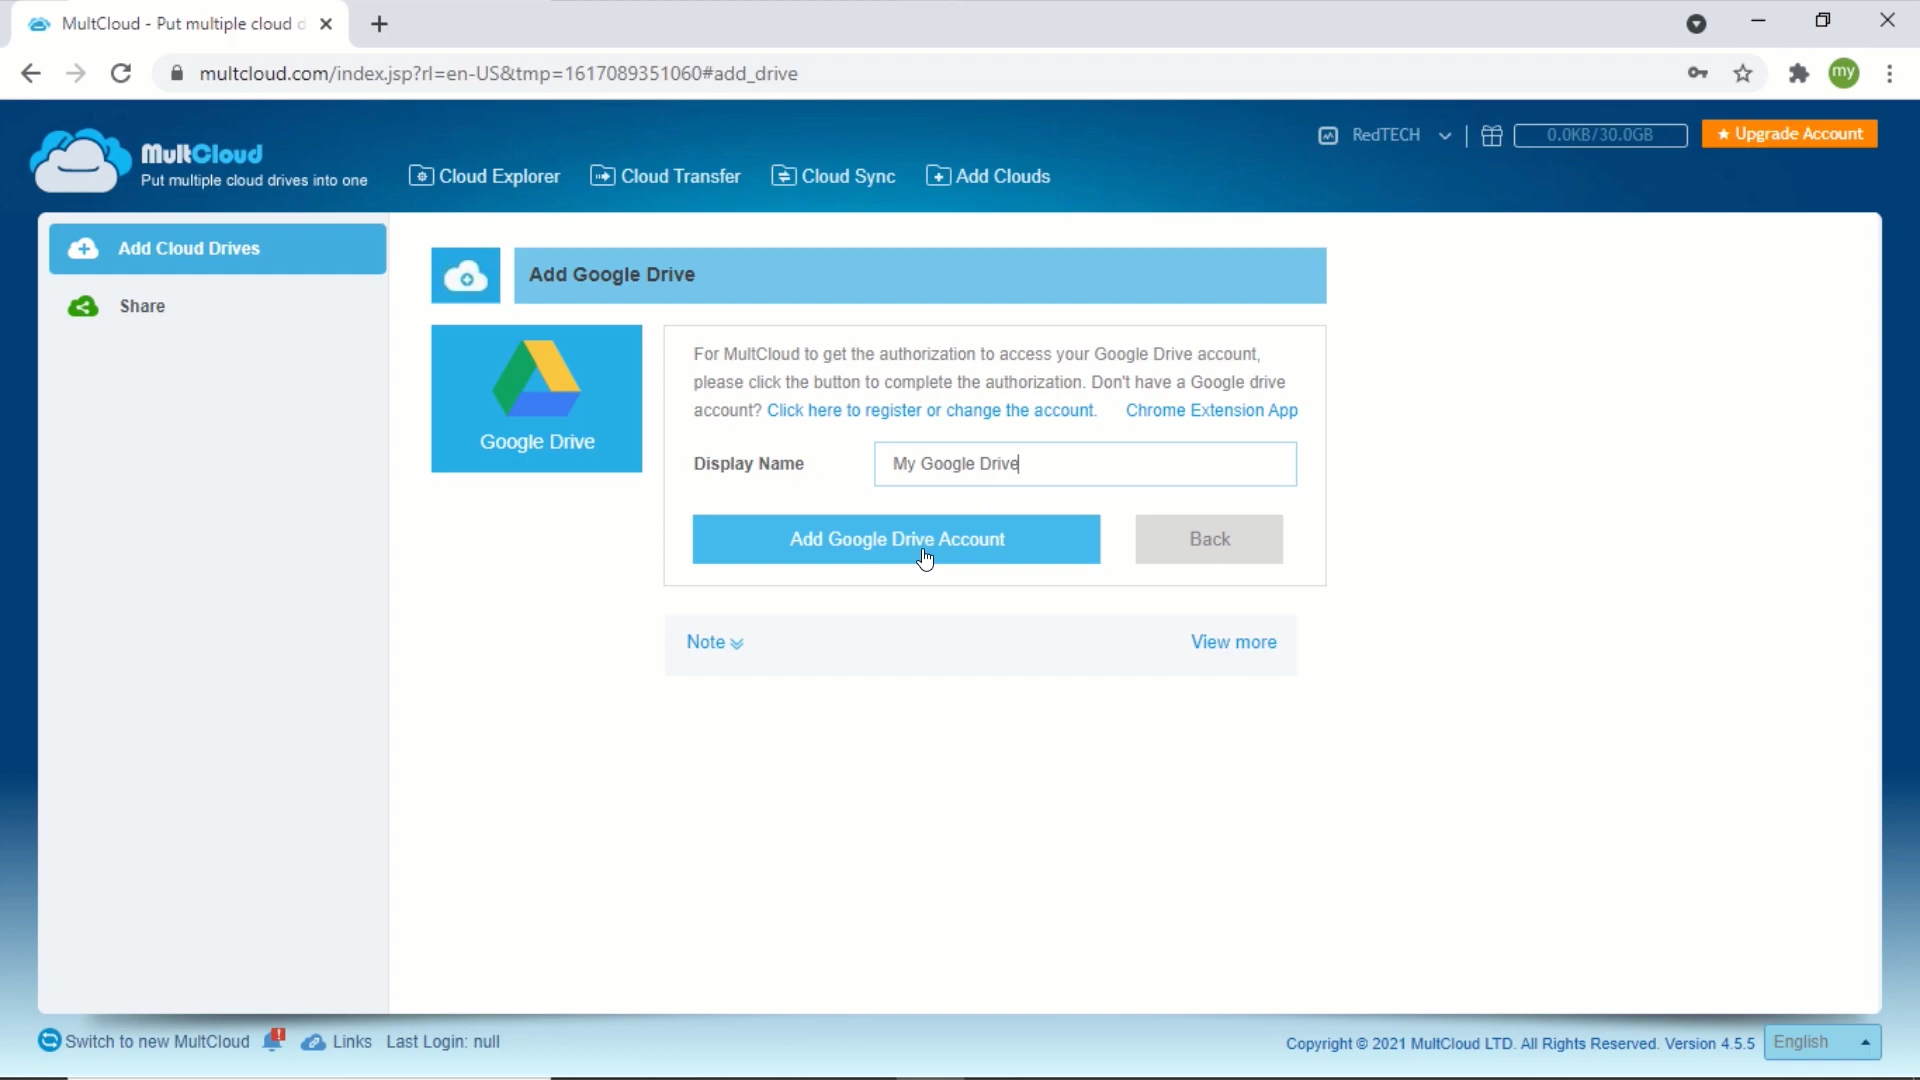 MultCloud - Put multiple cloud d
multcloud.com/index.jsp?rl=en-US&tmp=1617089351060#add_drive
my
MultCloud
Put multiple cloud drives into one
Cloud Explorer
Cloud Transfer
Cloud Sync
Add Clouds
RedTECH
0.0KB/30.0GB
★ Upgrade Account
Add Cloud Drives
Share
Add Google Drive
Google Drive
For MultCloud to get the authorization to access your Google Drive account,
please click the button to complete the authorization. Don't have a Google drive
account? Click here to register or change the account. Chrome Extension App
Display Name
My Google Drive
Add Google Drive Account
Back
Note
View more
Switch to new MultCloud
Links
Last Login: null
Copyright © 2021 MultCloud LTD. All Rights Reserved. Version 4.5.5
English